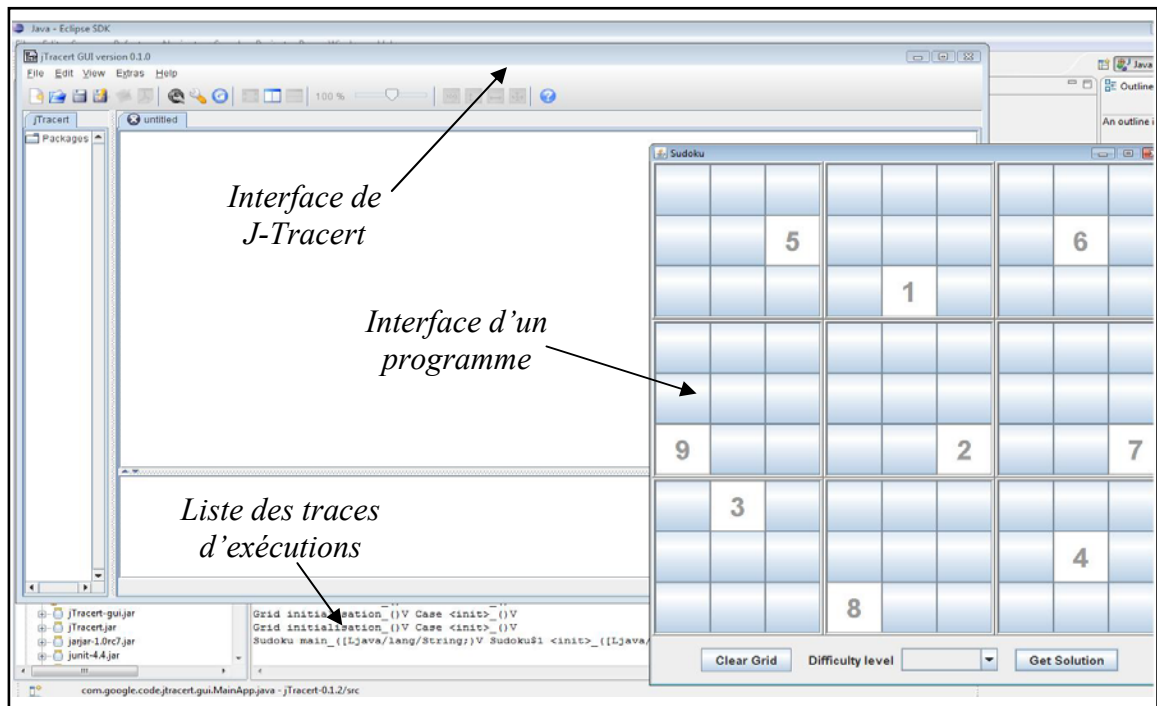 Java - Eclipse SDK
jTracert GUI version 0.1.0
File Edit View Extras Help
100 %
jTracert
untitled
Packages
Java
Outline
An outline i
Interface de
J-Tracert
Interface d'un
programme
Liste des traces
d'exécutions
Sudoku
5
6
1
9
2
7
3
4
8
Clear Grid
Difficulty level
Get Solution
jTracert-gui.jar
jTracert.jar
jarjar-1.0rc7.jar
junit-4.4.jar
Grid initialisation_()V Case <init>_()V
Grid initialisation_()V Case <init>_()V
Sudoku main_([Ljava/lang/String;)V Sudoku$1 <init>_([Ljava/
com.google.code.jtracert.gui.MainApp.java - jTracert-0.1.2/src